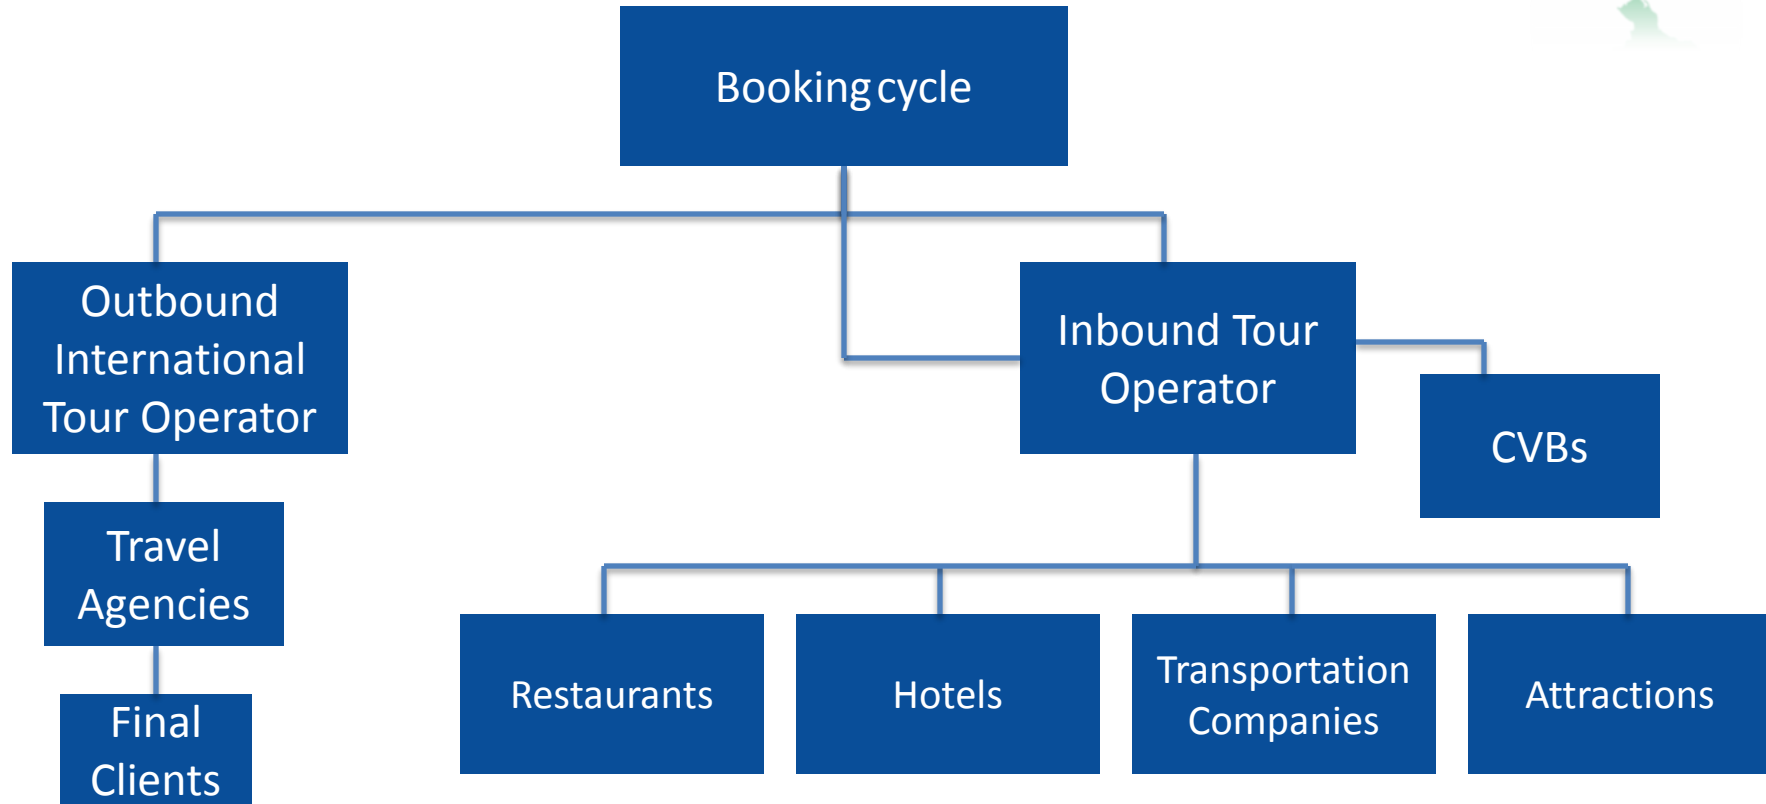 Booking cycle
Outbound
International
Tour Operator
Inbound Tour
Operator
CVBs
Travel
Agencies
Restaurants
Hotels
Transportation
Companies
Attractions
Final
Clients